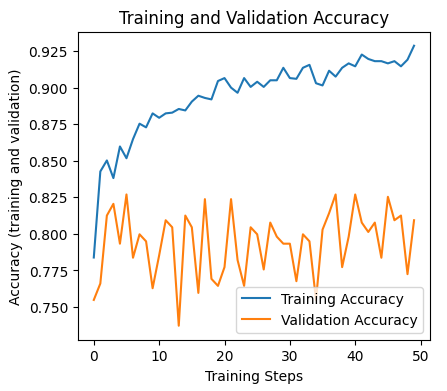 Training and Validation Accuracy
Accuracy (training and validation)
0.925
0.900
0.875
0.850
0.825
0.800
0.775
0.750
Training Accuracy
Validation Accuracy
0 10 20 30 40 50
Training Steps